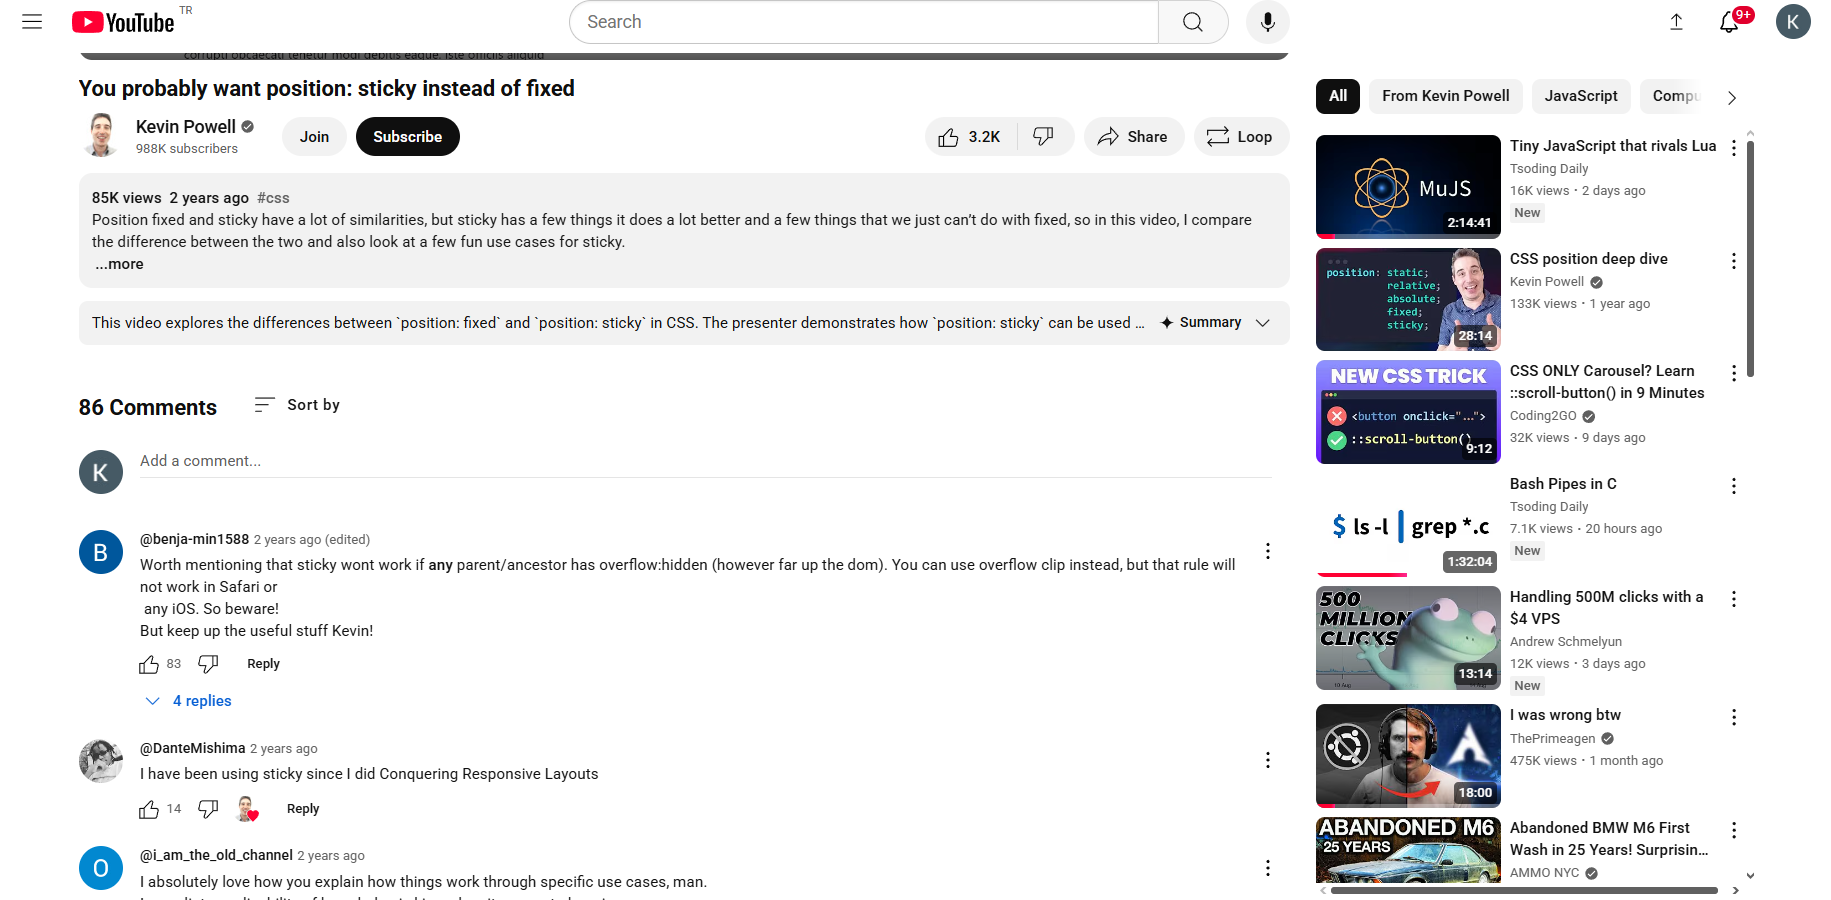 YouTube TR
Search
9+
K
corrupti obcaecati tenetur modi debitis eaque. Iste officiis aliquid
You probably want position: sticky instead of fixed
Kevin Powell
988K subscribers
Join
Subscribe
3.2K
Share
Loop
85K views 2 years ago #css
Position fixed and sticky have a lot of similarities, but sticky has a few things it does a lot better and a few things that we just can’t do with fixed, so in this video, I compare
the difference between the two and also look at a few fun use cases for sticky.
...more
This video explores the differences between `position: fixed` and `position: sticky` in CSS. The presenter demonstrates how `position: sticky` can be used ...
Summary
86 Comments
Sort by
K
Add a comment...
B
@benja-min1588 2 years ago (edited)
Worth mentioning that sticky wont work if any parent/ancestor has overflow:hidden (however far up the dom). You can use overflow clip instead, but that rule will
not work in Safari or
any iOS. So beware!
But keep up the useful stuff Kevin!
83
Reply
4 replies
@DanteMishima 2 years ago
I have been using sticky since I did Conquering Responsive Layouts
14
Reply
O
@i_am_the_old_channel 2 years ago
I absolutely love how you explain how things work through specific use cases, man.
All
From Kevin Powell
JavaScript
Compu
MuJS
2:14:41
Tiny JavaScript that rivals Lua
Tsoding Daily
16K views • 2 days ago
New
position: static;
relative;
absolute;
fixed;
sticky;
28:14
CSS position deep dive
Kevin Powell
133K views • 1 year ago
NEW CSS TRICK
<button onclick="...">
::scroll-button()
9:12
CSS ONLY Carousel? Learn
::scroll-button() in 9 Minutes
Coding2GO
32K views • 9 days ago
$ ls -l | grep *.c
1:32:04
Bash Pipes in C
Tsoding Daily
7.1K views • 20 hours ago
New
500
MILLION
CLICKS
13:14
Handling 500M clicks with a
$4 VPS
Andrew Schmelyun
12K views • 3 days ago
New
18:00
I was wrong btw
ThePrimeagen
475K views • 1 month ago
ABANDONED M6
25 YEARS
Abandoned BMW M6 First
Wash in 25 Years! Surprisin...
AMMO NYC